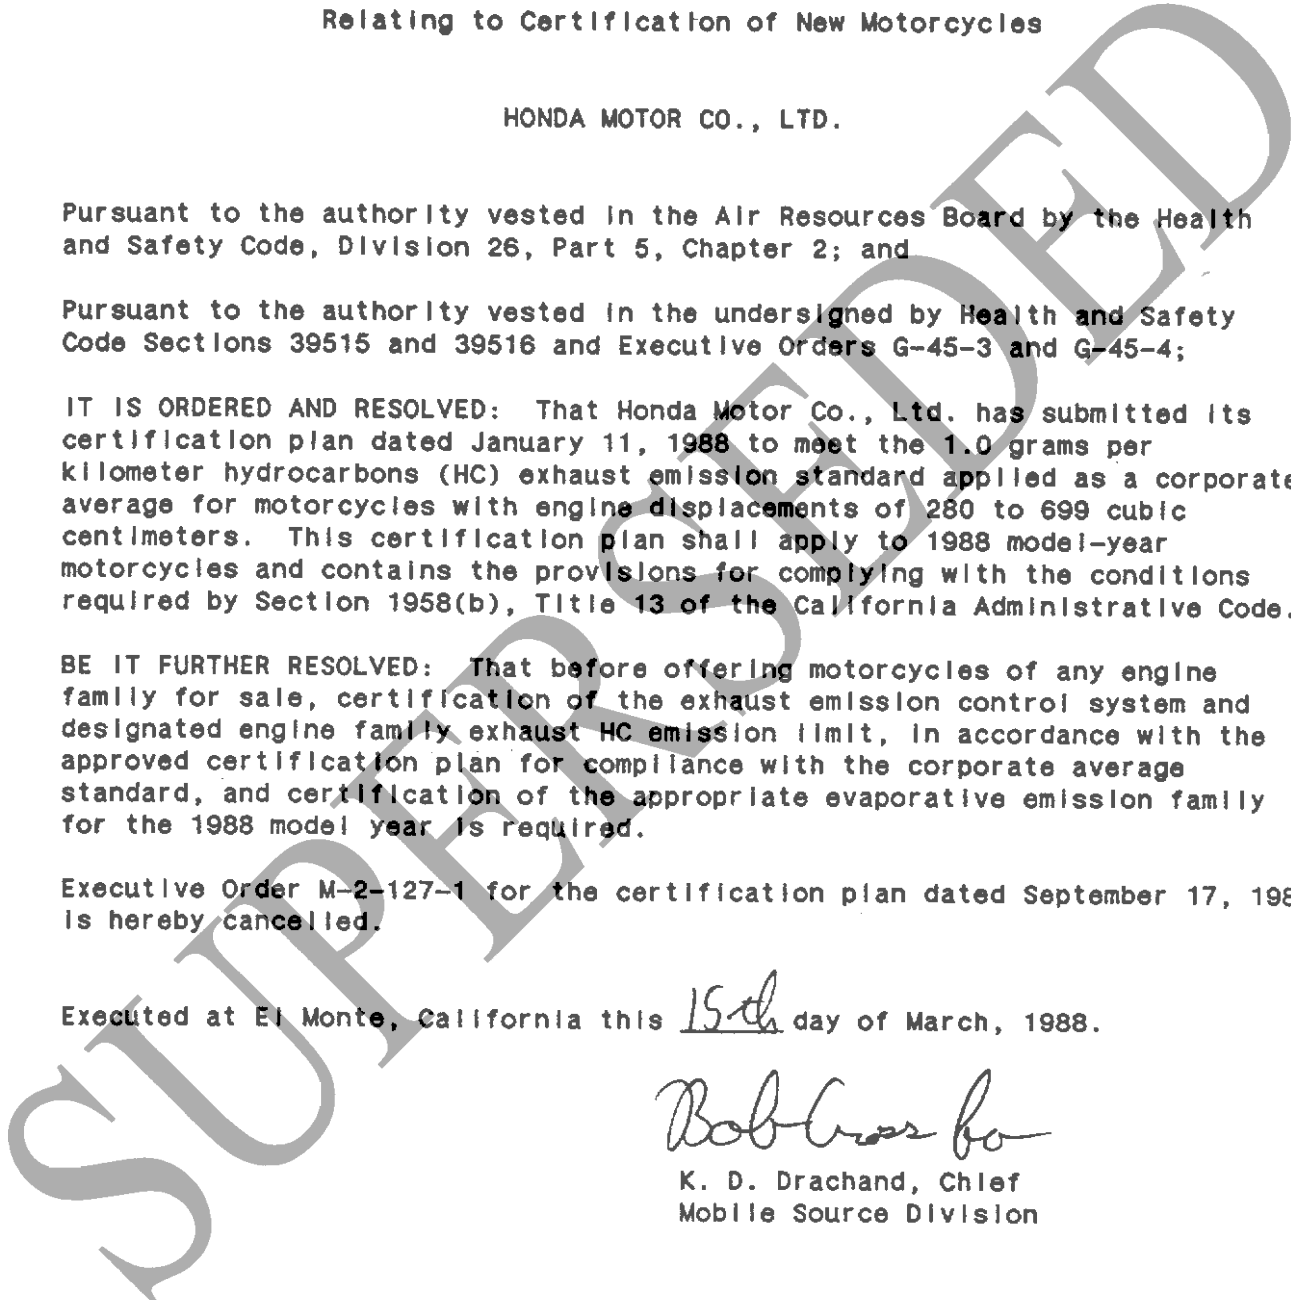 Relating to Certification of New Motorcycles
HONDA MOTOR CO., LTD.
Pursuant to the authority vested in the Air Resources Board by the Health
and Safety Code, Division 26, Part 5, Chapter 2; and
Pursuant to the authority vested in the undersigned by Health and Safety
Code Sections 39515 and 39516 and Executive Orders G-45-3 and G-45-4;
IT IS ORDERED AND RESOLVED: That Honda Motor Co., Ltd. has submitted its
certification plan dated January 11, 1988 to meet the 1.0 grams per
kilometer hydrocarbons (HC) exhaust emission standard applied as a corporate
average for motorcycles with engine displacements of 280 to 699 cubic
centimeters. This certification plan shall apply to 1988 model-year
motorcycles and contains the provisions for complying with the conditions
required by Section 1958(b), Title 13 of the California Administrative Code.
BE IT FURTHER RESOLVED: That before offering motorcycles of any engine
family for sale, certification of the exhaust emission control system and
designated engine family exhaust HC emission limit, in accordance with the
approved certification plan for compliance with the corporate average
standard, and certification of the appropriate evaporative emission family
for the 1988 model year is required.
Executive Order M-2-127-1 for the certification plan dated September 17, 198
is hereby cancelled.
Executed at El Monte, California this 15th day of March, 1988.
Bob Cross for
K. D. Drachand, Chief
Mobile Source Division
SUPERSEDED